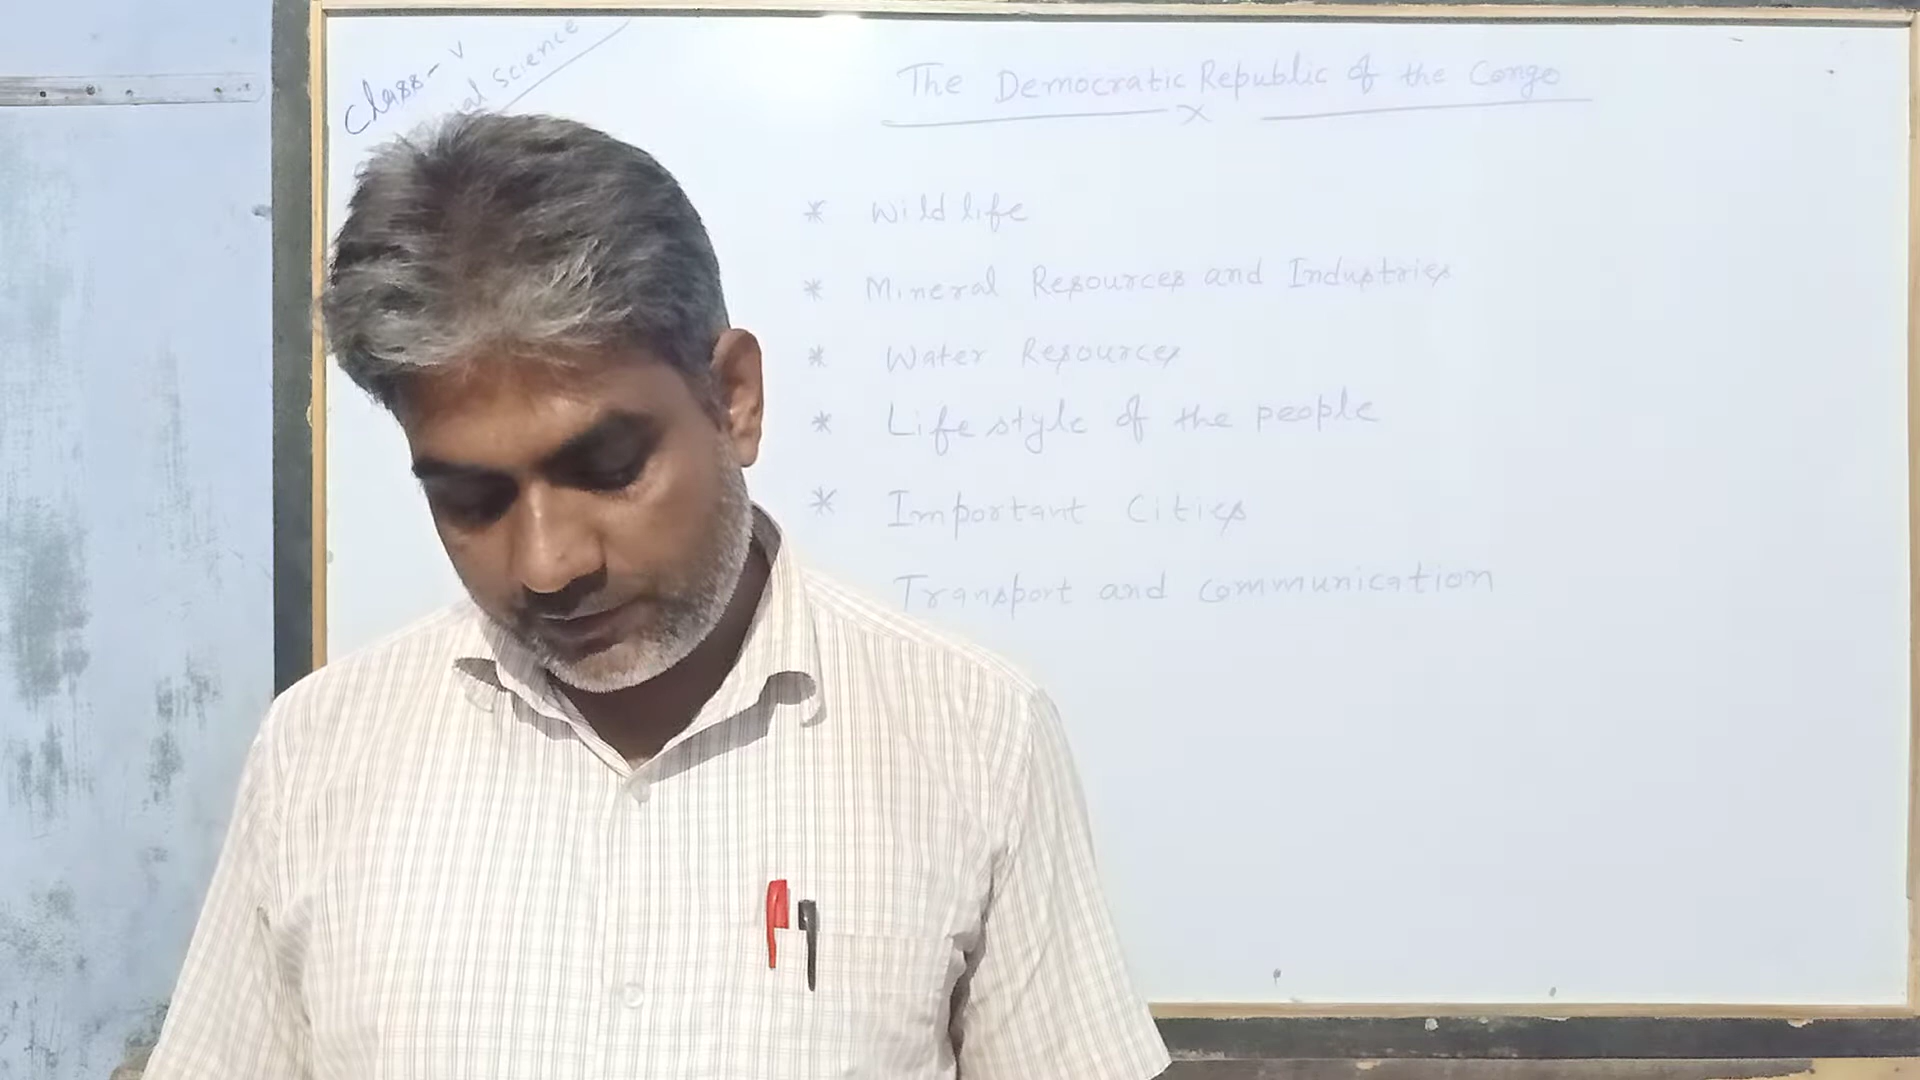 Class - V
Science
The Democratic Republic of the Congo
* Wild life
* Mineral Resources and Industries
* Water Resources
* Life style of the people
* Important Cities
Transport and communication